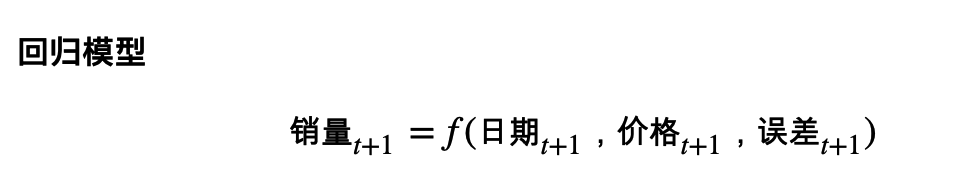 回归模型
销量t+1 = f(日期t+1 , 价格t+1 , 误差t+1)